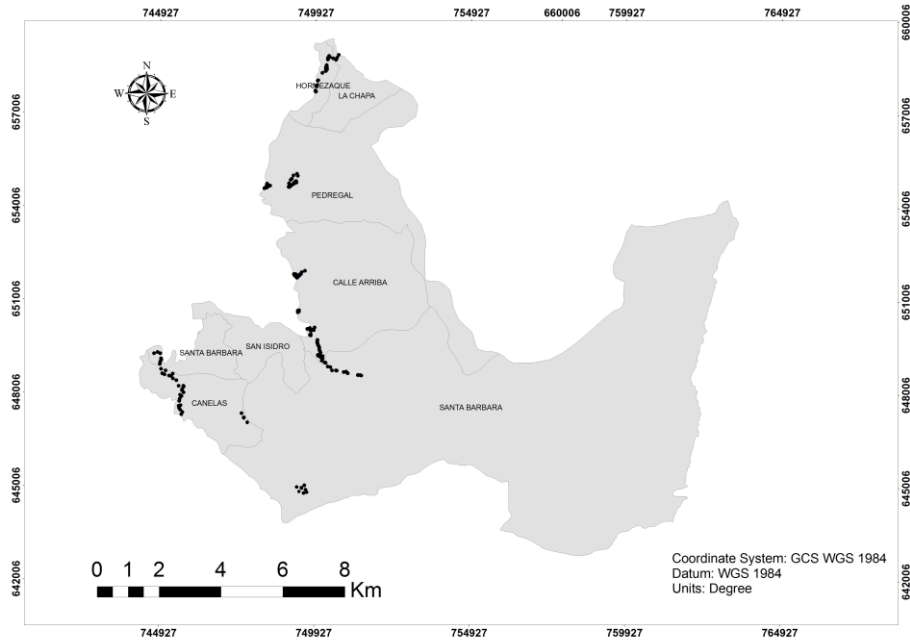 744927 749927 754927 660006 759927 764927
660006
N
W E
S
HORMEZAQUE
LA CHAPA
657006 657006
PEDREGAL
654006 654006
CALLE ARRIBA
651006 651006
SANTA BARBARA
SAN ISIDRO
648006 648006
CANELAS
SANTA BARBARA
645006 645006
Coordinate System: GCS WGS 1984
Datum: WGS 1984
Units: Degree
0 1 2 4 6 8
Km
642006 642006
744927 749927 754927 759927 764927